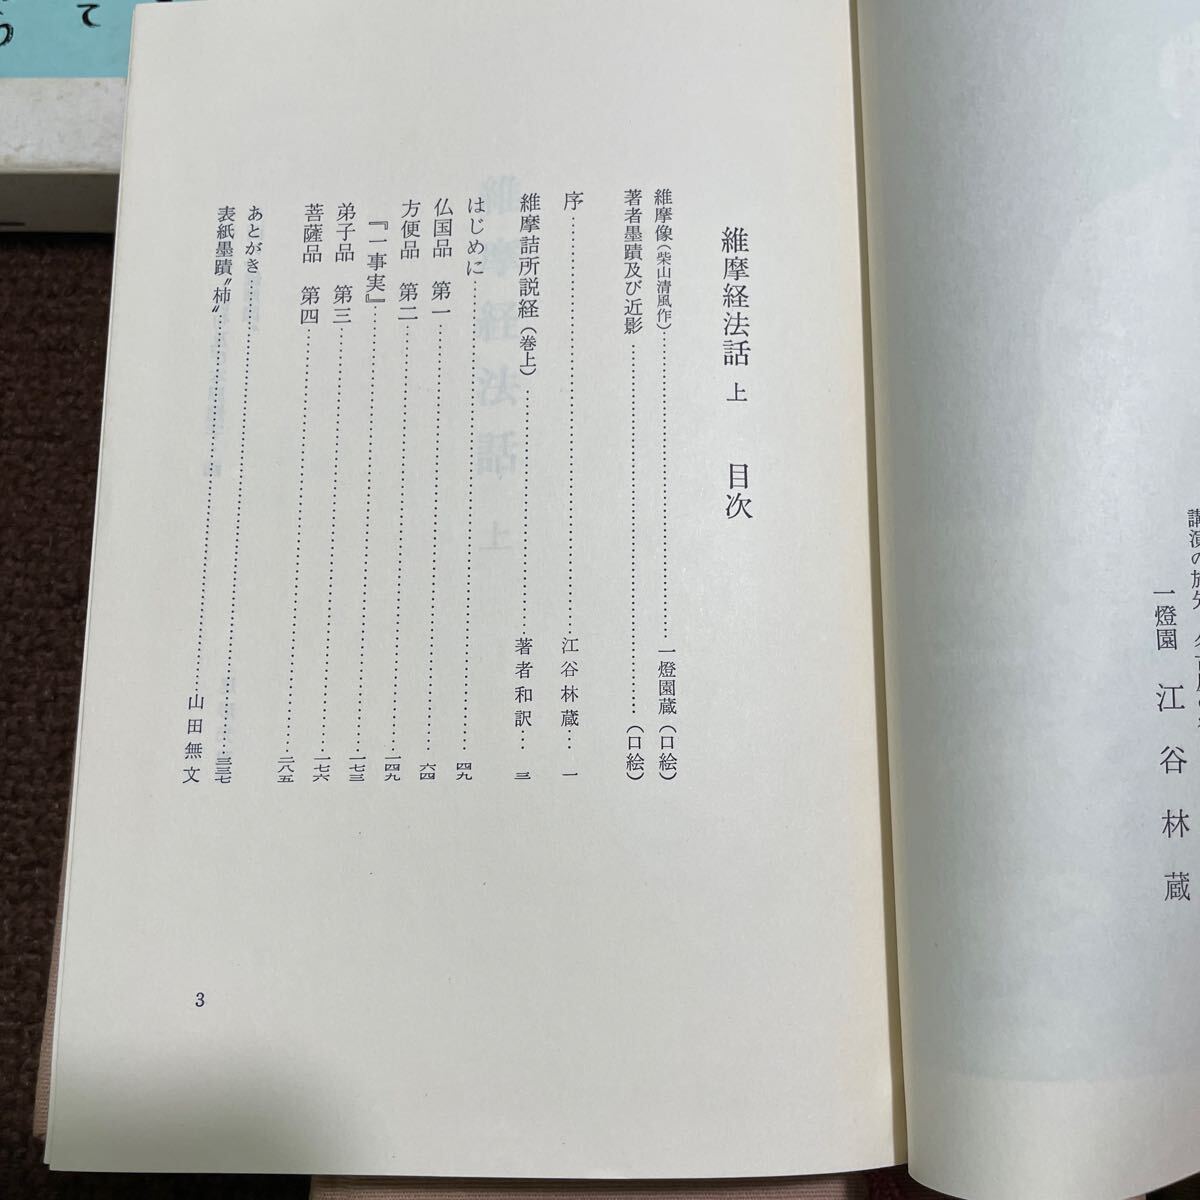 一燈園 江谷林蔵
維摩経法話 上 目次
維摩像（柴山清風作）……一燈園蔵（口絵）
著者墨蹟及び近影……（口絵）
序……江谷林蔵…一
維摩詰所説経（巻上）……著者和訳…三
はじめに……四九
仏国品 第一……六四
方便品 第二……一四九
『一事実』……一七三
弟子品 第三……一七六
菩薩品 第四……二八五
あとがき……三三七
表紙墨蹟〝柿〟……山田無文
3